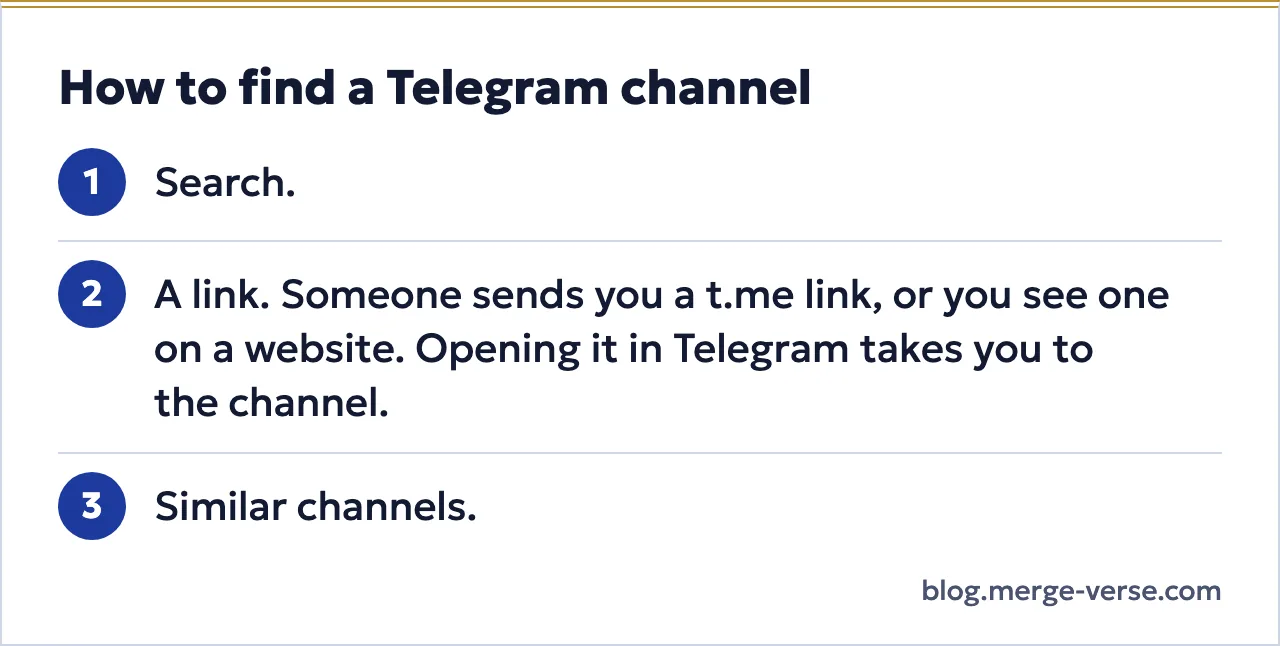 How to find a Telegram channel
1 Search.
2 A link. Someone sends you a t.me link, or you see one
on a website. Opening it in Telegram takes you to
the channel.
3 Similar channels.
blog.merge-verse.com